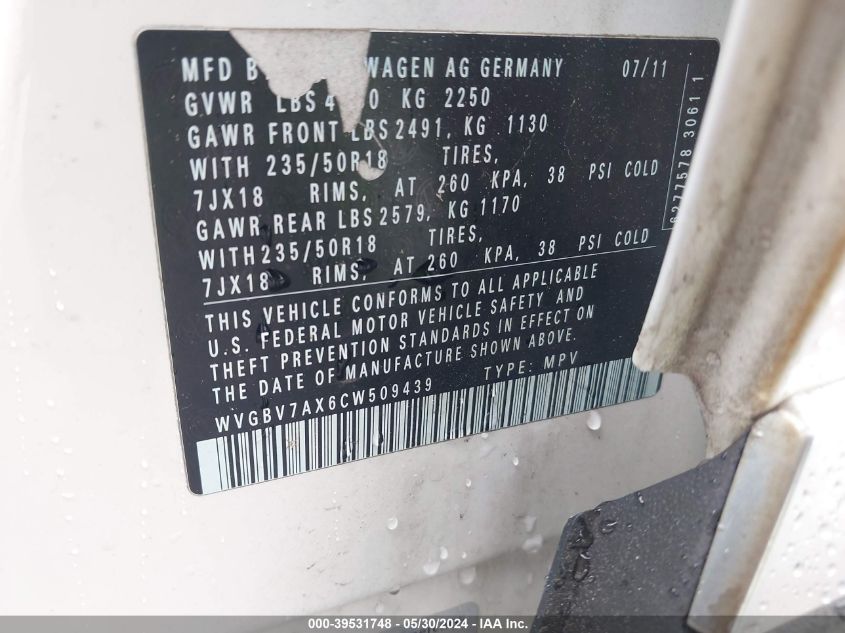 MFD B WAGEN AG GERMANY 07/11
GVWR LBS 4 0 KG 2250
GAWR FRONT LBS 2491, KG 1130
WITH 235/50R18 TIRES,
7JX18 RIMS, AT 260 KPA, 38 PSI COLD
GAWR REAR LBS 2579, KG 1170
WITH 235/50R18 TIRES,
7JX18 RIMS, AT 260 KPA, 38 PSI COLD
THIS VEHICLE CONFORMS TO ALL APPLICABLE
U.S. FEDERAL MOTOR VEHICLE SAFETY AND
THEFT PREVENTION STANDARDS IN EFFECT ON
THE DATE OF MANUFACTURE SHOWN ABOVE.
WVGBV7AX6CW509439 TYPE: MPV
6277578 3061 1
000-39531748 - 05/30/2024 - IAA Inc.